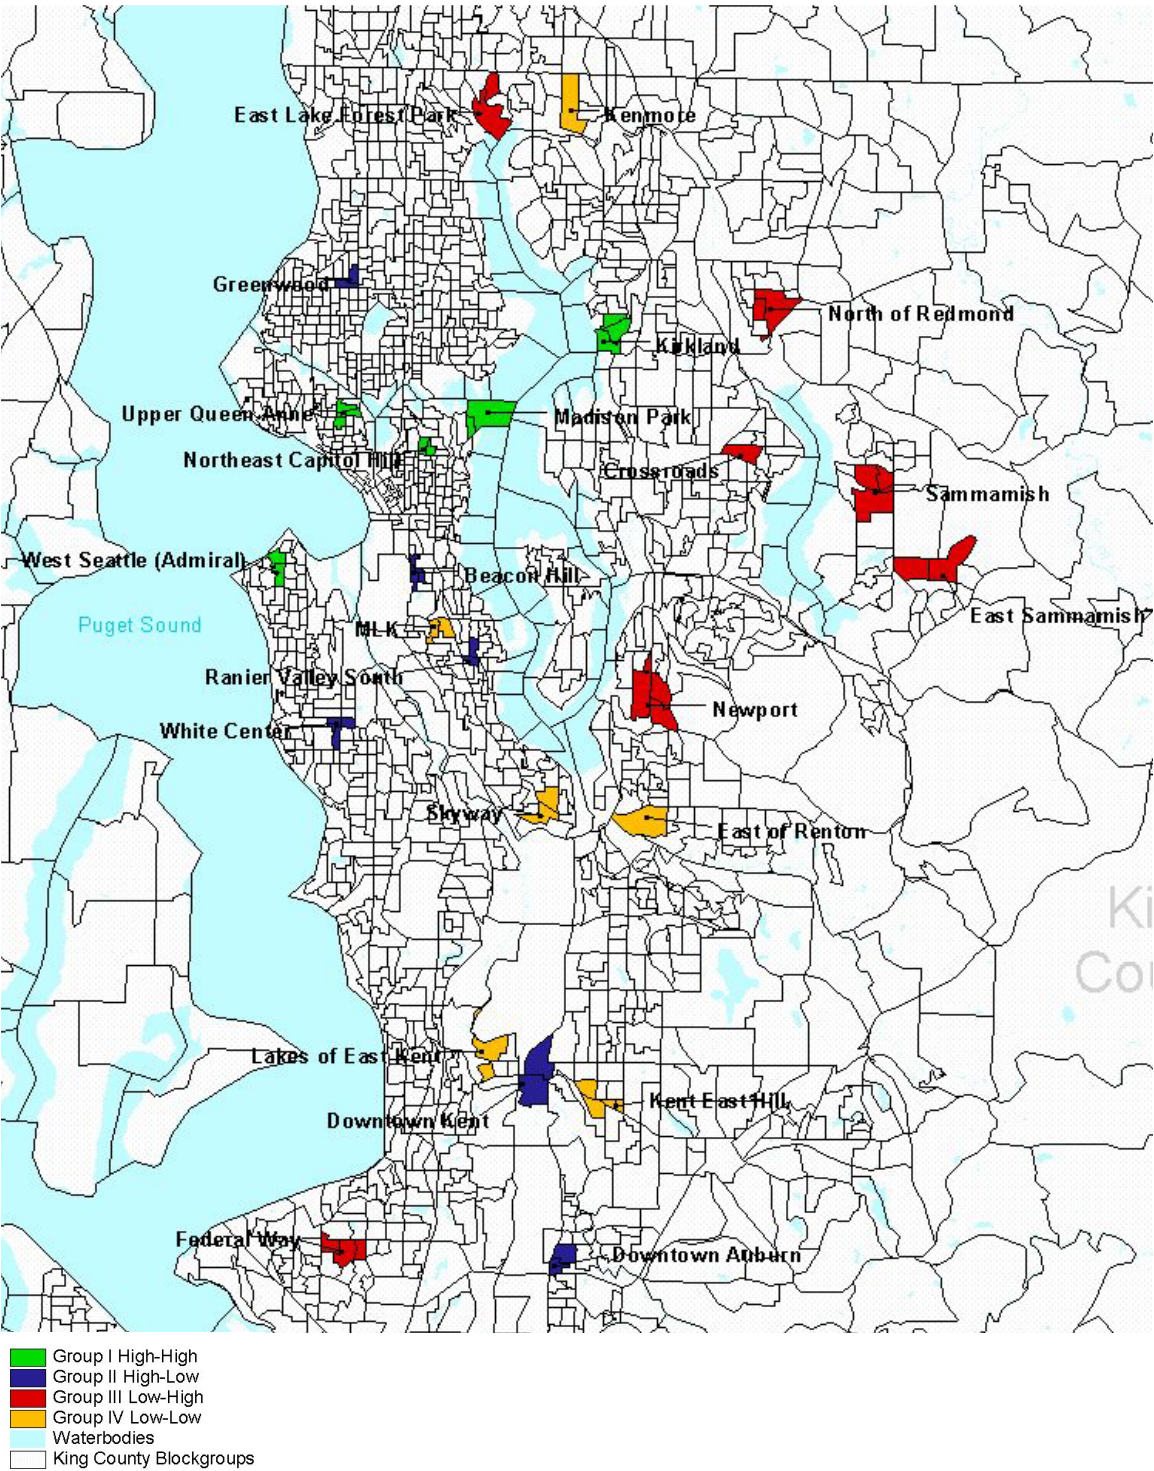 East Lake Forest Park
Kenmore
Greenwood
North of Redmond
Kirkland
Upper Queen Anne
Madison Park
Northeast Capitol Hill
Crossroads
Sammamish
West Seattle (Admiral)
Beacon Hill
East Sammamish
Puget Sound
MLK
Ranier Valley South
Newport
White Center
Skyway
East of Renton
Ki
Cou
Lakes of East Kent
Kent East Hill
Downtown Kent
Federal Way
Downtown Auburn
Group I High-High
Group II High-Low
Group III Low-High
Group IV Low-Low
Waterbodies
King County Blockgroups